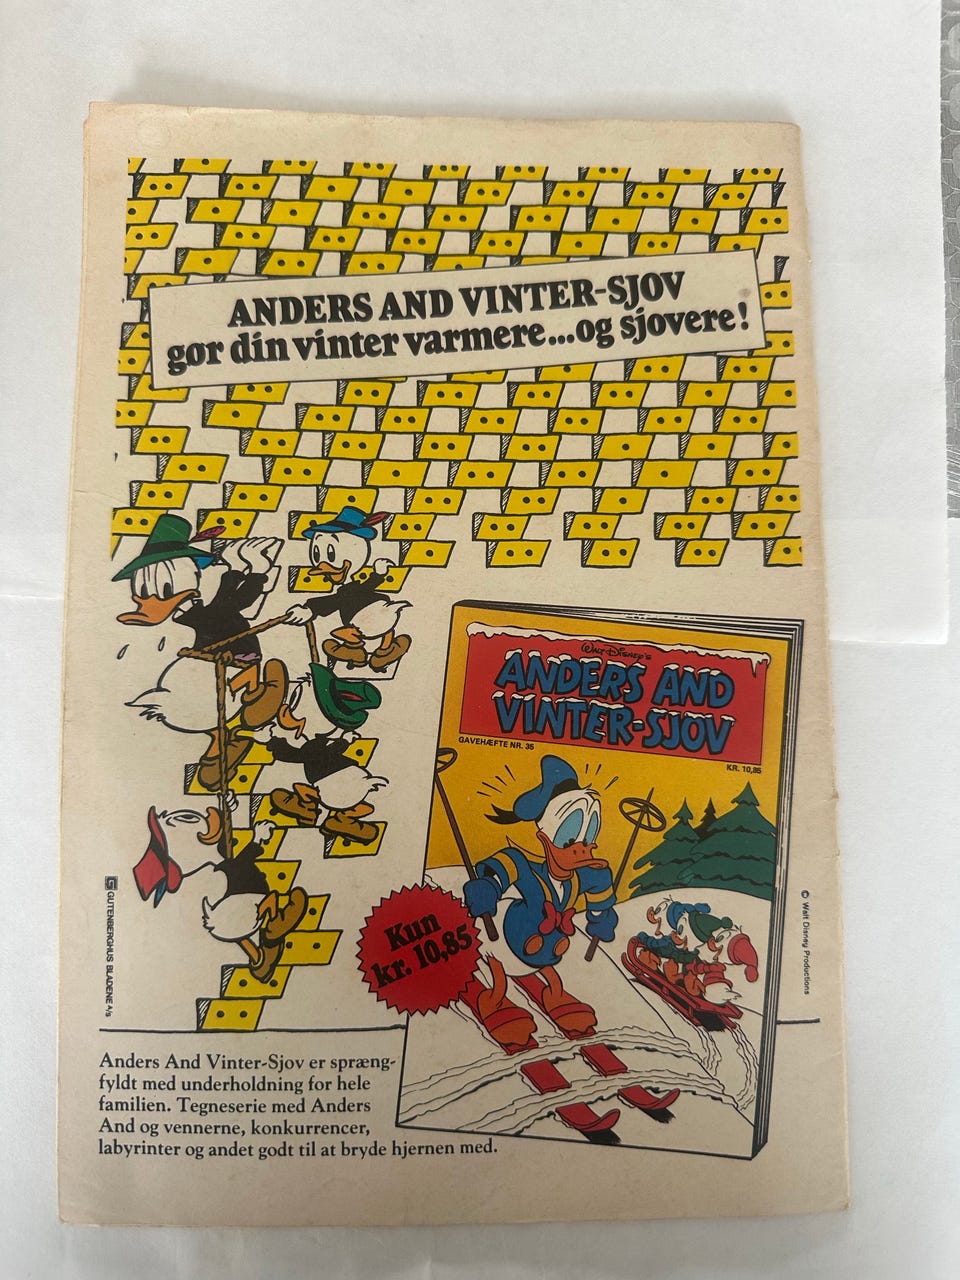 ANDERS AND VINTER-SJOV
gør din vinter varmere...og sjovere!
Walt Disney's
ANDERS AND
VINTER-SJOV
GAVEHÆFTE NR. 35
KR. 10,85
Kun
kr. 10,85
GUTENBERGHUS BLADENE A/s
© Walt Disney Productions
Anders And Vinter-Sjov er spræng-
fyldt med underholdning for hele
familien. Tegneserie med Anders
And og vennerne, konkurrencer,
labyrinter og andet godt til at bryde hjernen med.